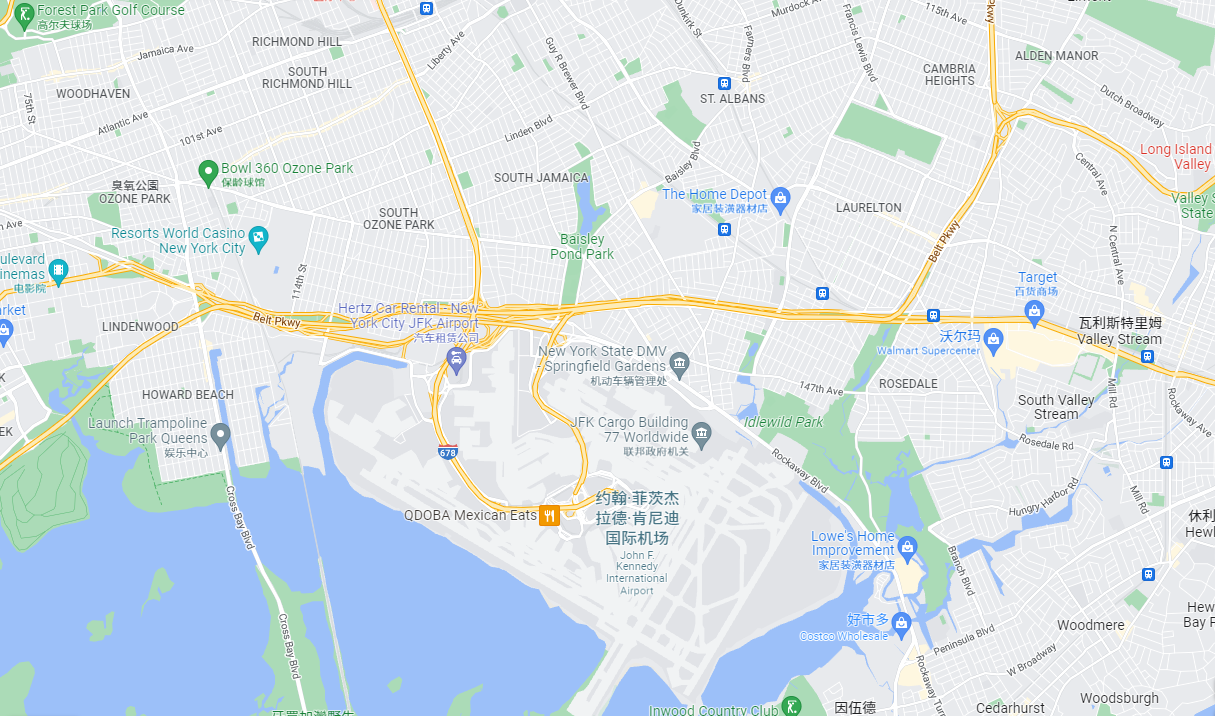 Forest Park Golf Course
高尔夫球场
Murdock Ave
115th Ave
Pkwy
Dunkirk St
Francis Lewis Blvd
Farmers Blvd
RICHMOND HILL
Liberty Ave
Guy R Brewer Blvd
Jamaica Ave
ALDEN MANOR
SOUTH
RICHMOND HILL
CAMBRIA
HEIGHTS
WOODHAVEN
75th St
ST. ALBANS
Dutch Broadway
Atlantic Ave
101st Ave
Linden Blvd
Long Island
Valley
Bowl 360 Ozone Park
保龄球馆
SOUTH JAMAICA
Baisley Blvd
Central Ave
臭氧公園
OZONE PARK
The Home Depot
家居装潢器材店
Valley S
State
SOUTH
OZONE PARK
LAURELTON
n Ave
Resorts World Casino
New York City
Baisley
Pond Park
Belt Pkwy
N Central Ave
ulevard
inemas
电影院
114th St
Target
百货商场
rket
LINDENWOOD
Belt Pkwy
Hertz Car Rental - New
York City JFK Airport
汽车租赁公司
瓦利斯特里姆
Valley Stream
沃尔玛
Walmart Supercenter
New York State DMV
- Springfield Gardens
机动车辆管理处
147th Ave
ROSEDALE
Mill Rd
HOWARD BEACH
South Valley
Stream
Rockaway Ave
Launch Trampoline
Park Queens
娱乐中心
JFK Cargo Building
77 Worldwide
联邦政府机关
Idlewild Park
EK
K
678
Rosedale Rd
Rockaway Blvd
Hungry Harbor Rd
Mill Rd
约翰·菲茨杰
拉德·肯尼迪
国际机场
John F.
Kennedy
International
Airport
QDOBA Mexican Eats
Cross Bay Blvd
休利
Hewl
Lowe's Home
Improvement
家居装潢器材店
Branch Blvd
好市多
Costco Wholesale
Hew
Bay P
Woodmere
Cross Bay Blvd
Peninsula Blvd
W Broadway
Rockaway Turn
Woodsburgh
Inwood Country Club
因伍德
Cedarhurst